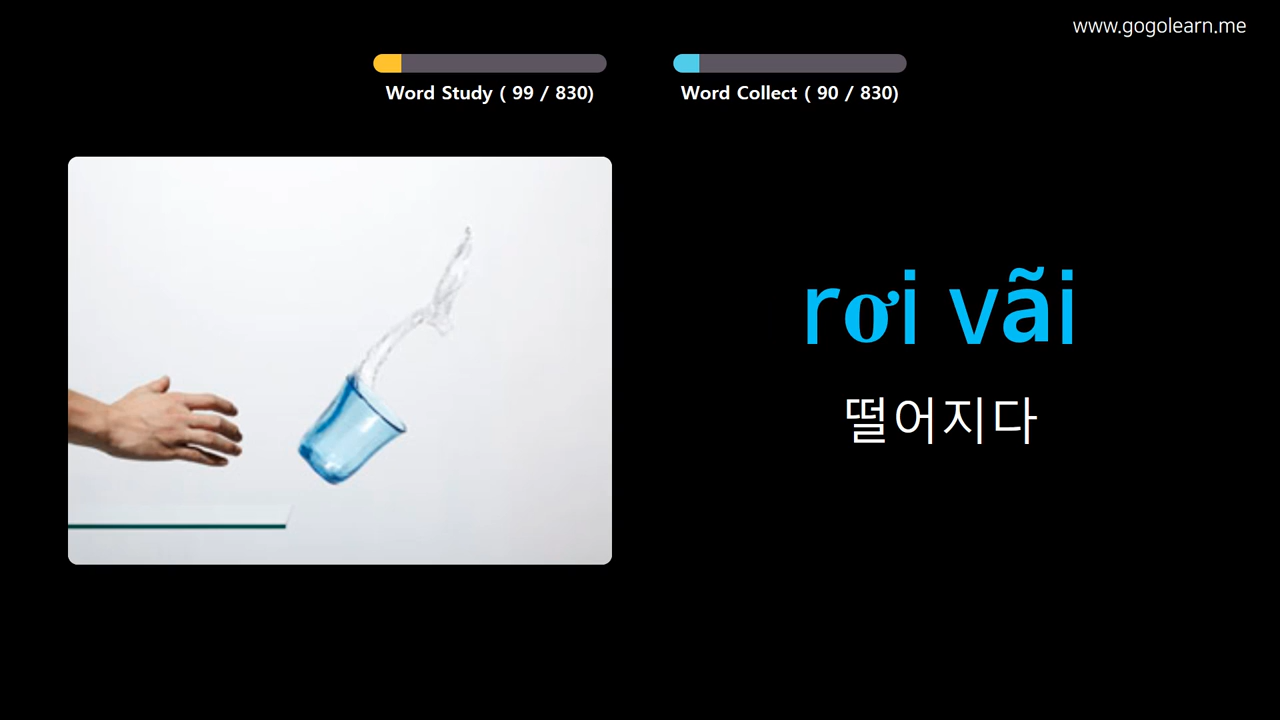 www.gogolearn.me
Word Study ( 99 / 830)
Word Collect ( 90 / 830)
rơi vãi
떨어지다